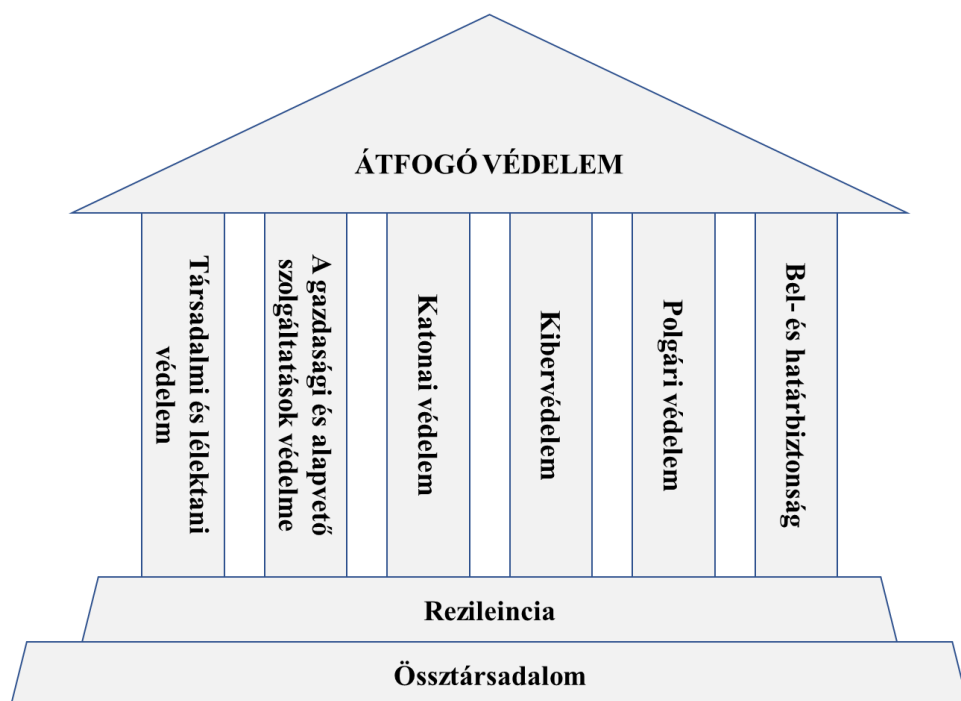 ÁTFOGÓ VÉDELEM
Társadalmi és lélektani
védelem
A gazdasági és alapvető
szolgáltatások védelme
Katonai védelem
Kibervédelem
Polgári védelem
Bel- és határbiztonság
Rezileincia
Össztársadalom